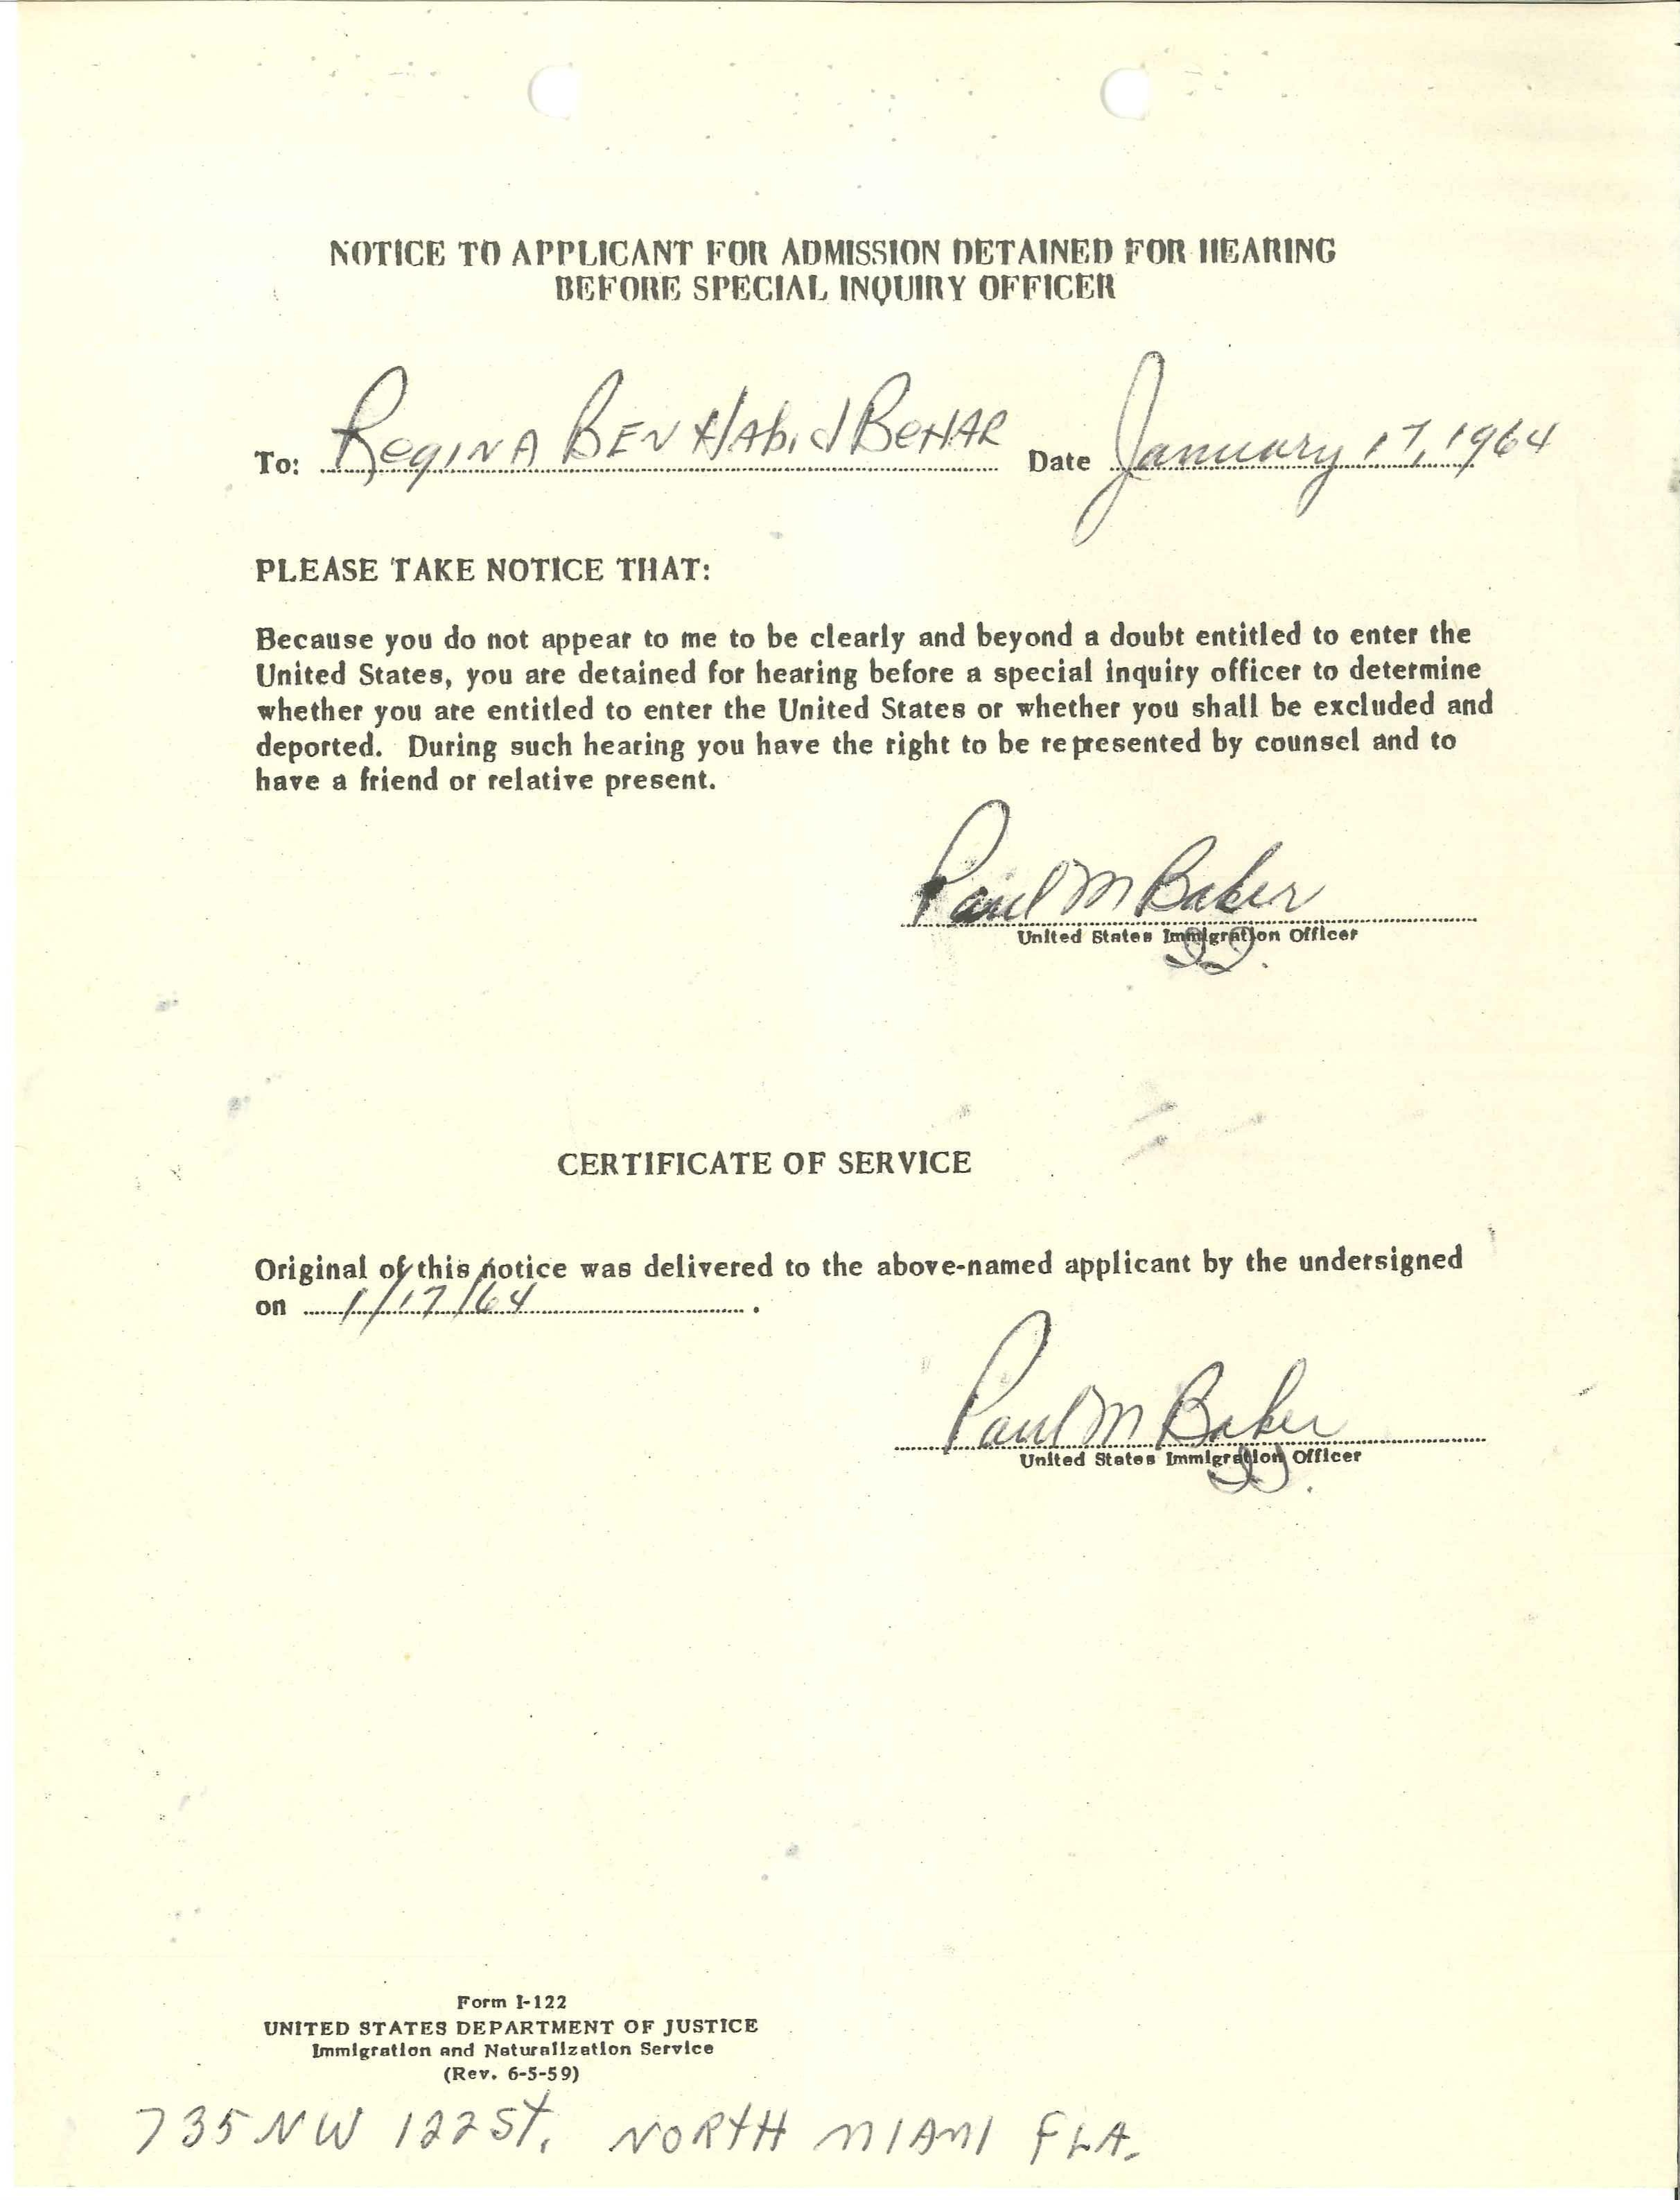 NOTICE TO APPLICANT FOR ADMISSION DETAINED FOR HEARING
BEFORE SPECIAL INQUIRY OFFICER
To: Regina Ben Habid Behar Date January 17, 1964
PLEASE TAKE NOTICE THAT:
Because you do not appear to me to be clearly and beyond a doubt entitled to enter the
United States, you are detained for hearing before a special inquiry officer to determine
whether you are entitled to enter the United States or whether you shall be excluded and
deported. During such hearing you have the right to be represented by counsel and to
have a friend or relative present.
Paul M Baker
United States Immigration Officer
CERTIFICATE OF SERVICE
Original of this notice was delivered to the above-named applicant by the undersigned
on 1/17/64 .
Paul M Baker
United States Immigration Officer
Form I-122
UNITED STATES DEPARTMENT OF JUSTICE
Immigration and Naturalization Service
(Rev. 6-5-59)
735 NW 122 St. NORTH MIAMI FLA.